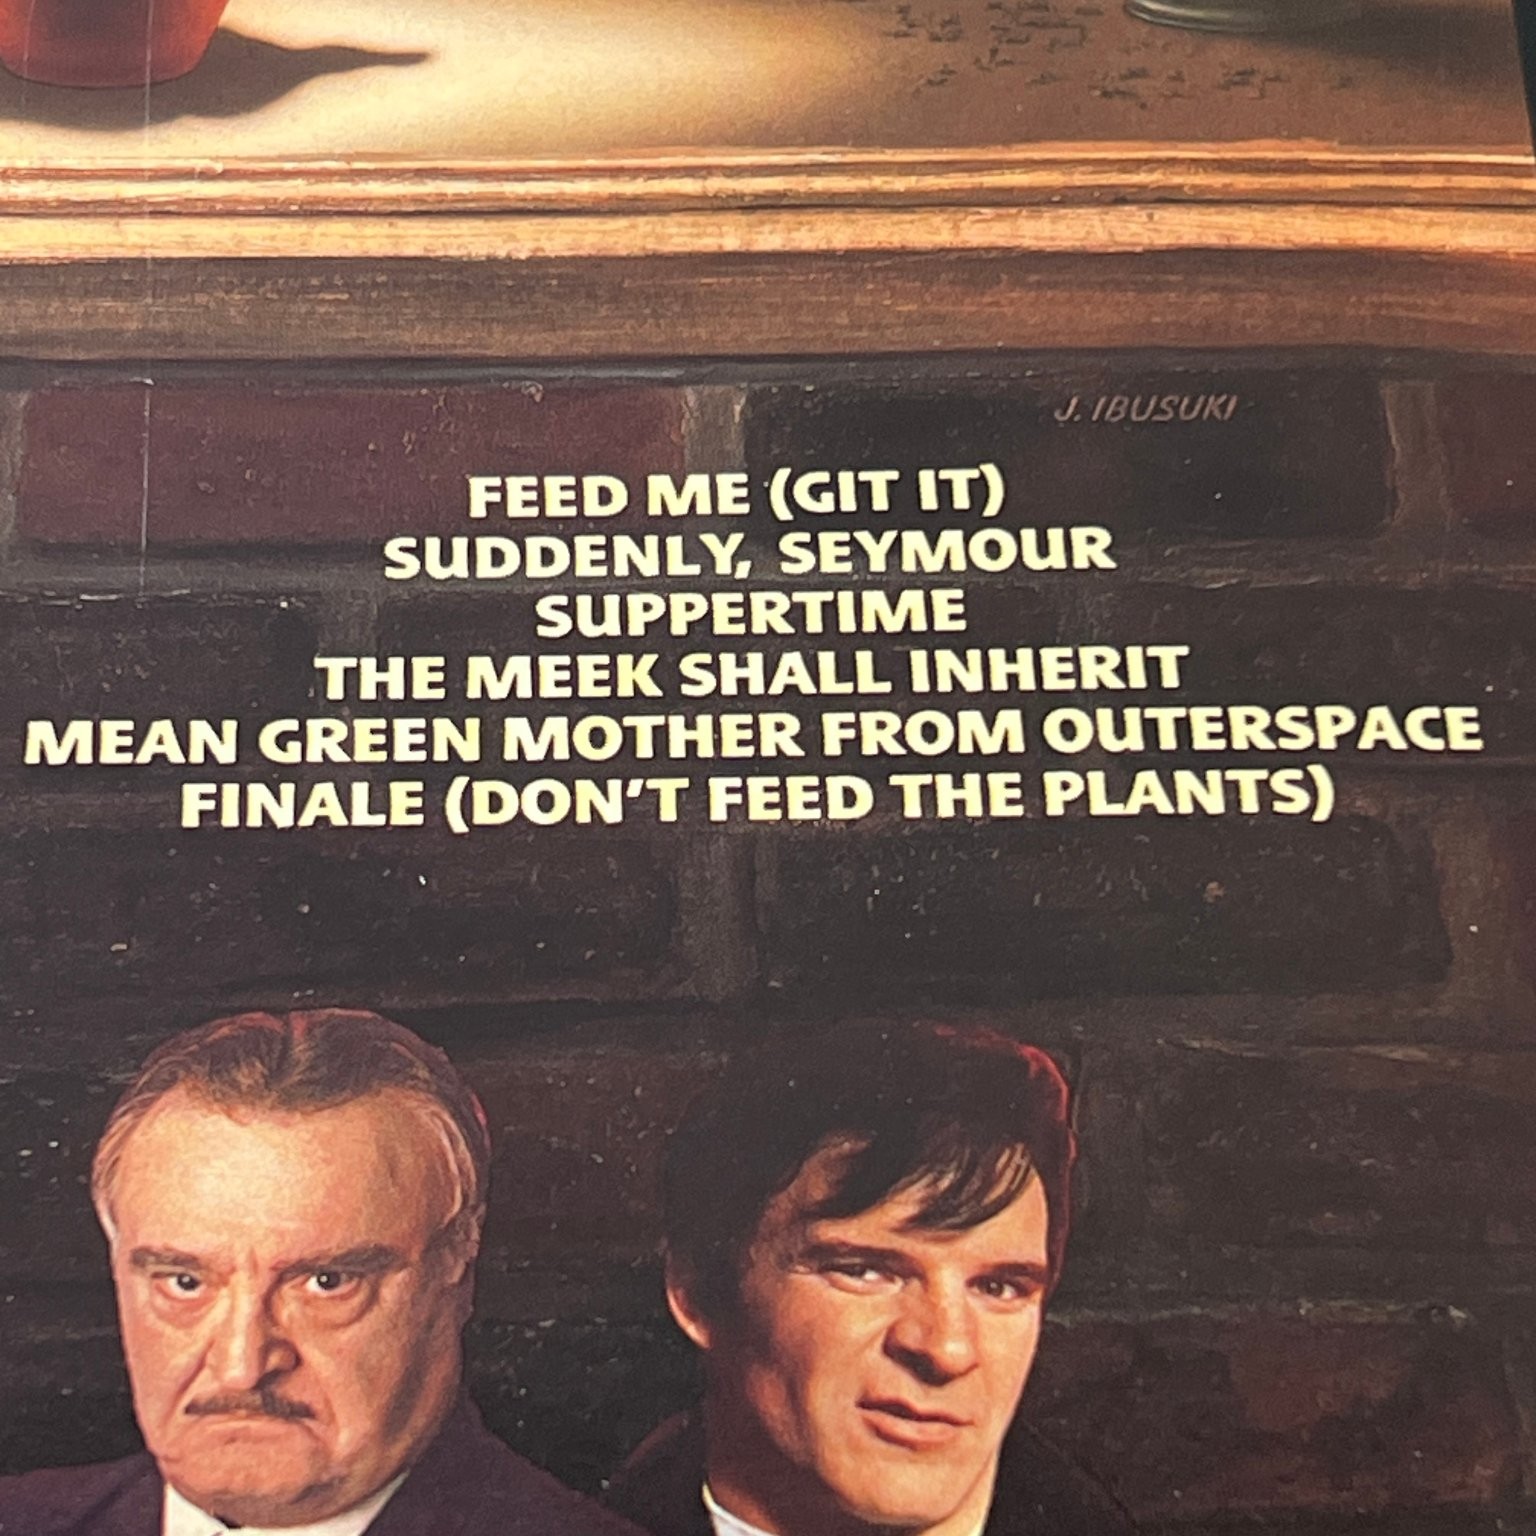 J. IBUSUKI
FEED ME (GIT IT)
SUDDENLY, SEYMOUR
SUPPERTIME
THE MEEK SHALL INHERIT
MEAN GREEN MOTHER FROM OUTERSPACE
FINALE (DON'T FEED THE PLANTS)